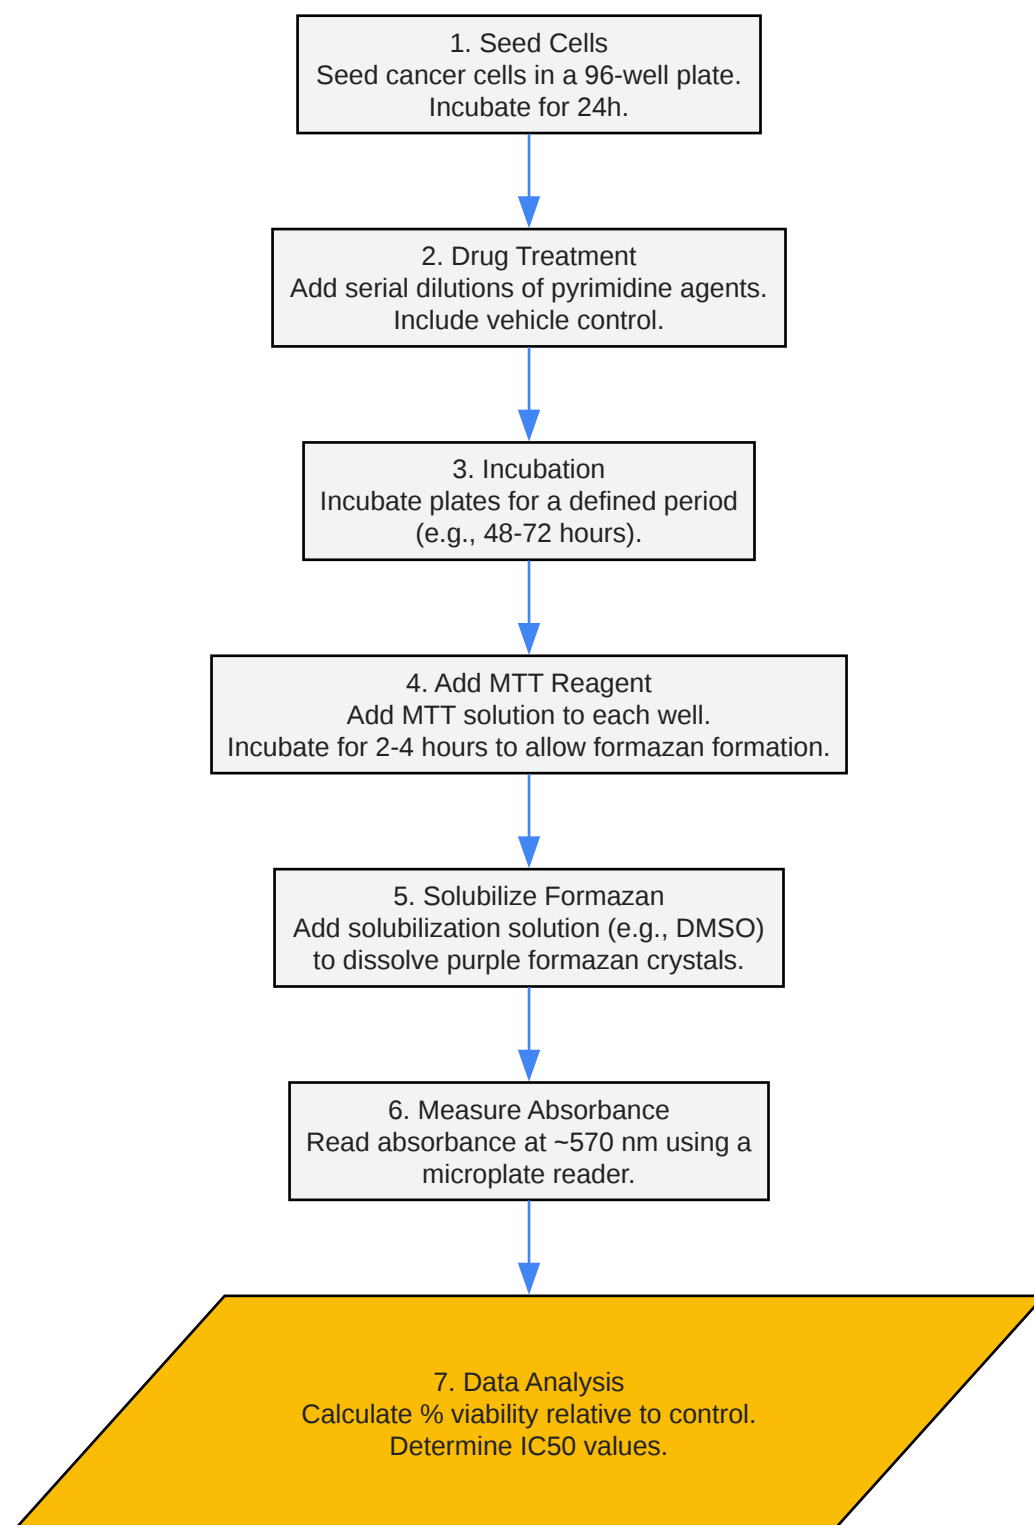 1. Seed Cells
Seed cancer cells in a 96-well plate.
Incubate for 24h.
2. Drug Treatment
Add serial dilutions of pyrimidine agents.
Include vehicle control.
3. Incubation
Incubate plates for a defined period
(e.g., 48-72 hours).
4. Add MTT Reagent
Add MTT solution to each well.
Incubate for 2-4 hours to allow formazan formation.
5. Solubilize Formazan
Add solubilization solution (e.g., DMSO)
to dissolve purple formazan crystals.
6. Measure Absorbance
Read absorbance at ~570 nm using a
microplate reader.
7. Data Analysis
Calculate % viability relative to control.
Determine IC50 values.